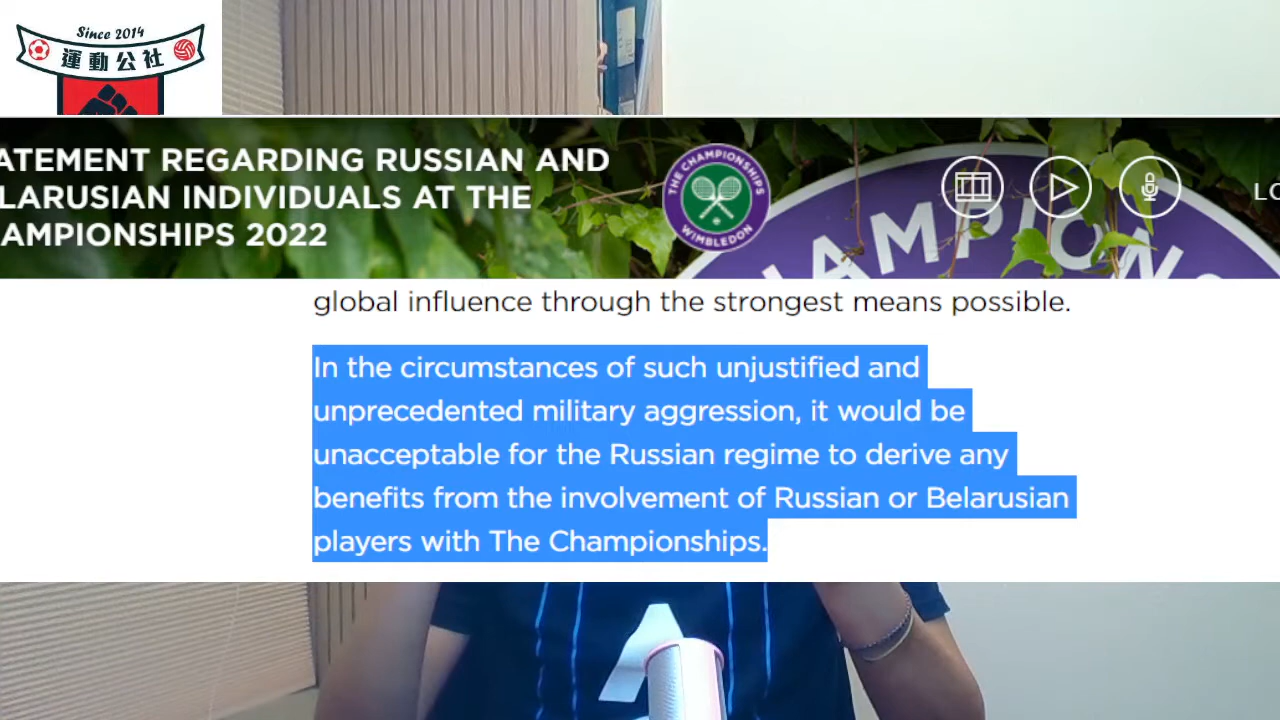 Since 2014
運動公社
ATEMENT REGARDING RUSSIAN AND
LARUSIAN INDIVIDUALS AT THE
AMPIONSHIPS 2022
THE CHAMPIONSHIPS
WIMBLEDON
AMPION
LO
global influence through the strongest means possible.
In the circumstances of such unjustified and
unprecedented military aggression, it would be
unacceptable for the Russian regime to derive any
benefits from the involvement of Russian or Belarusian
players with The Championships.